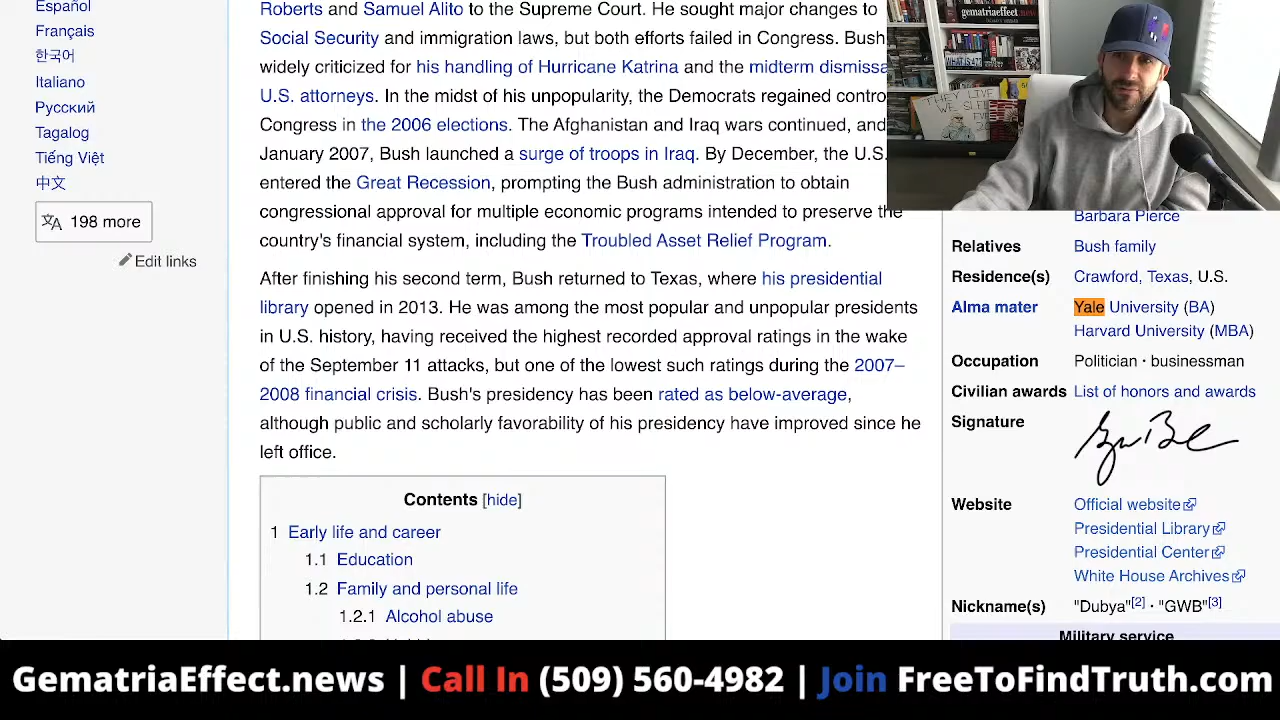 Español
Français
한국어
Italiano
Русский
Tagalog
Tiếng Việt
中文
198 more
Edit links
Roberts and Samuel Alito to the Supreme Court. He sought major changes to
Social Security and immigration laws, but both efforts failed in Congress. Bush
widely criticized for his handling of Hurricane Katrina and the midterm dismissa
U.S. attorneys. In the midst of his unpopularity, the Democrats regained contro
Congress in the 2006 elections. The Afghanistan and Iraq wars continued, and
January 2007, Bush launched a surge of troops in Iraq. By December, the U.S.
entered the Great Recession, prompting the Bush administration to obtain
congressional approval for multiple economic programs intended to preserve the
country's financial system, including the Troubled Asset Relief Program.
After finishing his second term, Bush returned to Texas, where his presidential
library opened in 2013. He was among the most popular and unpopular presidents
in U.S. history, having received the highest recorded approval ratings in the wake
of the September 11 attacks, but one of the lowest such ratings during the 2007–
2008 financial crisis. Bush's presidency has been rated as below-average,
although public and scholarly favorability of his presidency have improved since he
left office.
Contents [hide]
1 Early life and career
1.1 Education
1.2 Family and personal life
1.2.1 Alcohol abuse
gematriaeffect.news
THEY LIVE
WE SLEEP
Barbara Pierce
Relatives Bush family
Residence(s) Crawford, Texas, U.S.
Alma mater Yale University (BA)
Harvard University (MBA)
Occupation Politician · businessman
Civilian awards List of honors and awards
Signature
Website Official website
Presidential Library
Presidential Center
White House Archives
Nickname(s) "Dubya"[2] · "GWB"[3]
Military service
GematriaEffect.news | Call In (509) 560-4982 | Join FreeToFindTruth.com